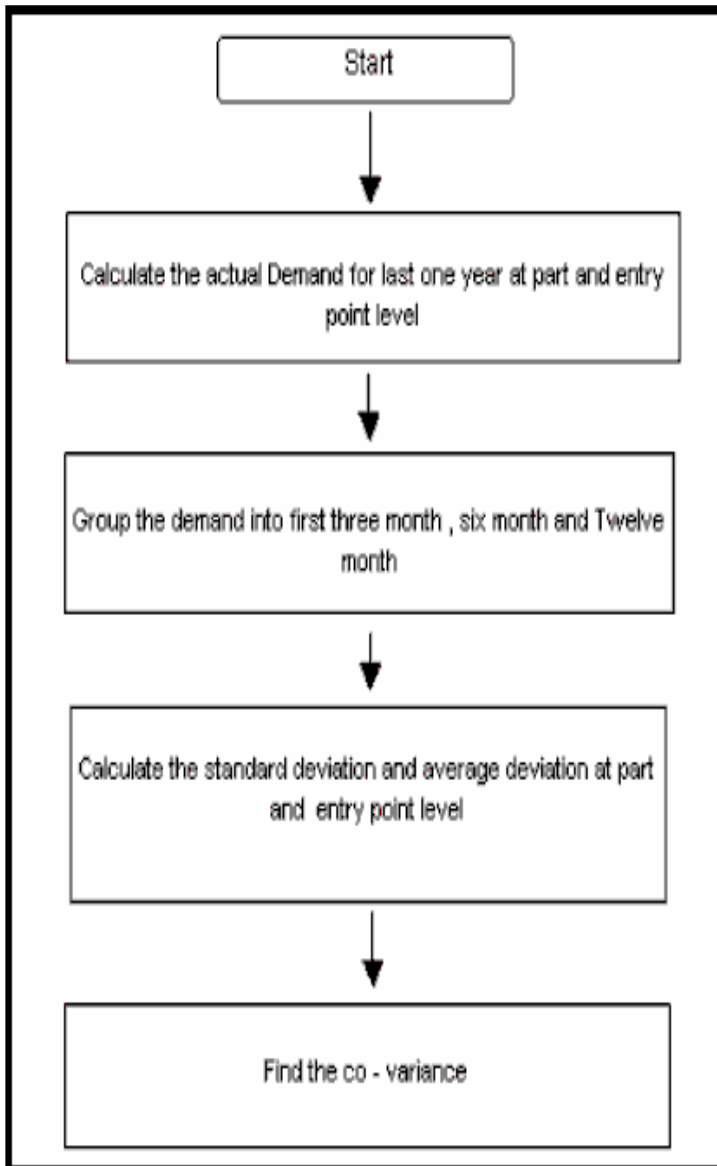 Start
Calculate the actual Demand for last one year at part and entry
point level
Group the demand into first three month , six month and Twelve
month
Calculate the standard deviation and average deviation at part
and entry point level
Find the co - variance